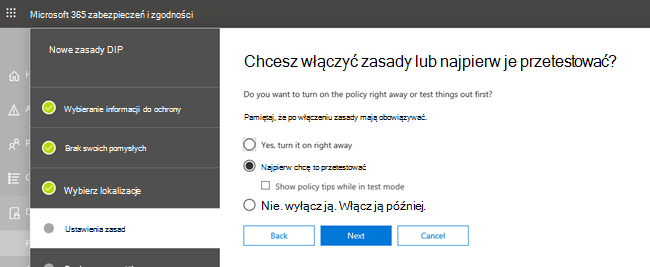 Microsoft 365 zabezpieczeń i zgodności
Nowe zasady DIP
Wybieranie informacji do ochrony
Brak swoich pomysłych
Wybierz lokalizacje
Ustawienia zasad
Chcesz włączyć zasady lub najpierw je przetestować?
Do you want to turn on the policy right away or test things out first?
Pamiętaj, że po włączeniu zasady mają obowiązywać.
Yes, turn it on right away
Najpierw chcę to przetestować
Show policy tips while in test mode
Nie. wyłącz ją. Włącz ją później.
Back
Next
Cancel